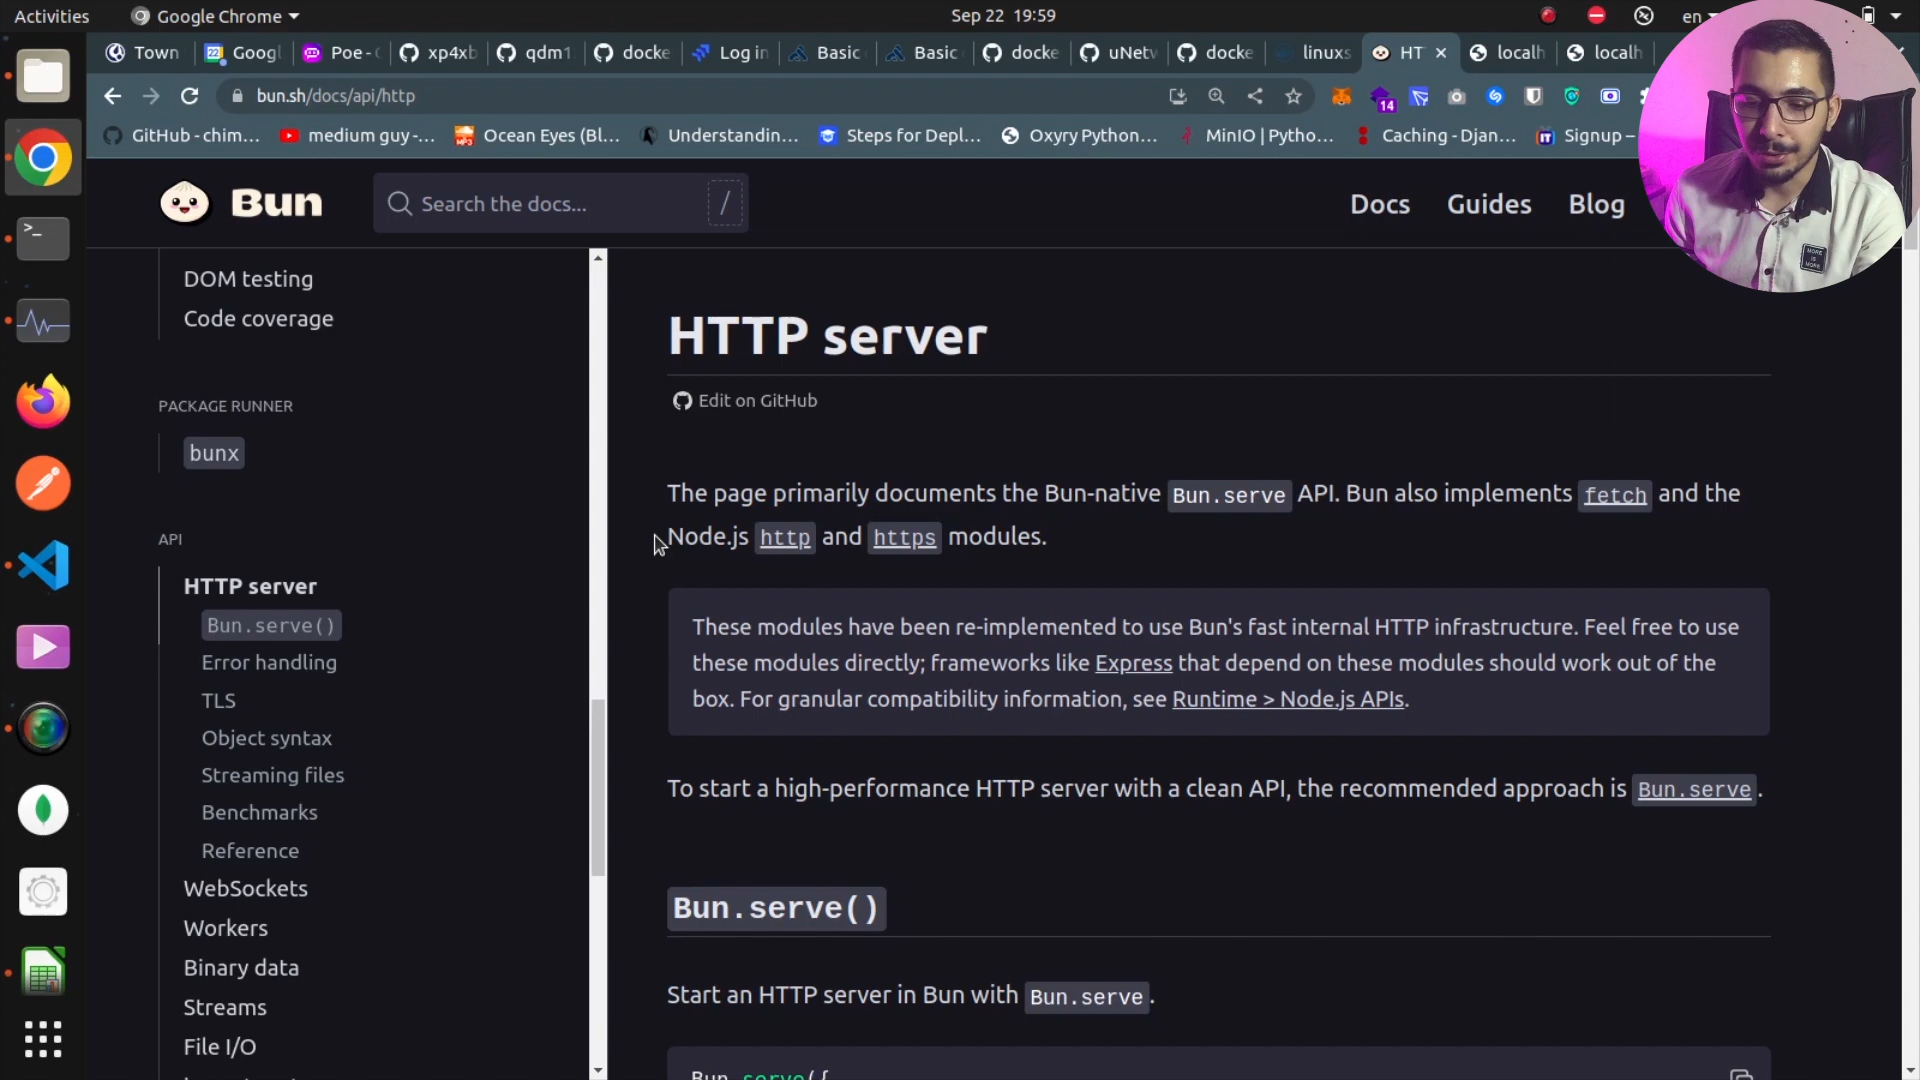 Activities
Google Chrome
Sep 22 19:59
en
Town
Googl
Poe - C
xp4xb
qdm1
docke
Log in
Basic
Basic
docke
uNetw
docke
linuxs
HT
localh
localh
bun.sh/docs/api/http
14
GitHub - chim...
medium guy -...
Ocean Eyes (Bl...
Understandin...
Steps for Depl...
Oxyry Python...
MinIO | Pytho...
Caching - Djan...
Signup –
Bun
Search the docs...
/
Docs
Guides
Blog
MORE
IS
MORE
DOM testing
Code coverage
PACKAGE RUNNER
bunx
API
HTTP server
Bun.serve()
Error handling
TLS
Object syntax
Streaming files
Benchmarks
Reference
WebSockets
Workers
Binary data
Streams
File I/O
HTTP server
Edit on GitHub
The page primarily documents the Bun-native Bun.serve API. Bun also implements fetch and the
Node.js http and https modules.
These modules have been re-implemented to use Bun's fast internal HTTP infrastructure. Feel free to use
these modules directly; frameworks like Express that depend on these modules should work out of the
box. For granular compatibility information, see Runtime > Node.js APIs.
To start a high-performance HTTP server with a clean API, the recommended approach is Bun.serve.
Bun.serve()
Start an HTTP server in Bun with Bun.serve.
Bun.serve({